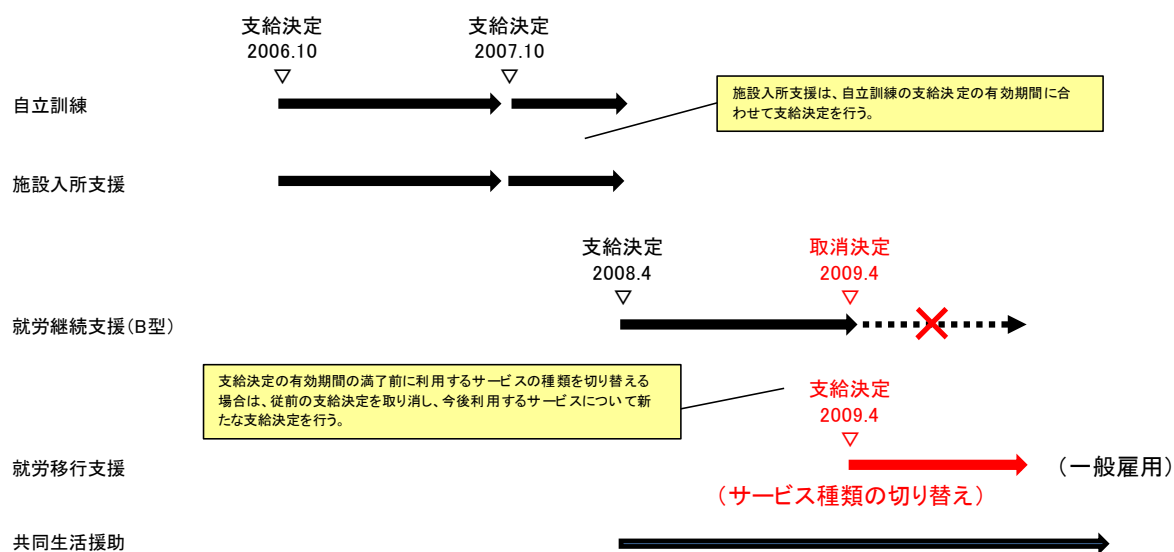 支給決定
2006.10
▽
支給決定
2007.10
▽
自立訓練
施設入所支援は、自立訓練の支給決定の有効期間に合
わせて支給決定を行う。
施設入所支援
支給決定
2008.4
▽
取消決定
2009.4
▽
就労継続支援(B型)
支給決定の有効期間の満了前に利用するサービスの種類を切り替える
場合は、従前の支給決定を取り消し、今後利用するサービスについて新
たな支給決定を行う。
支給決定
2009.4
▽
就労移行支援
(一般雇用)
(サービス種類の切り替え)
共同生活援助